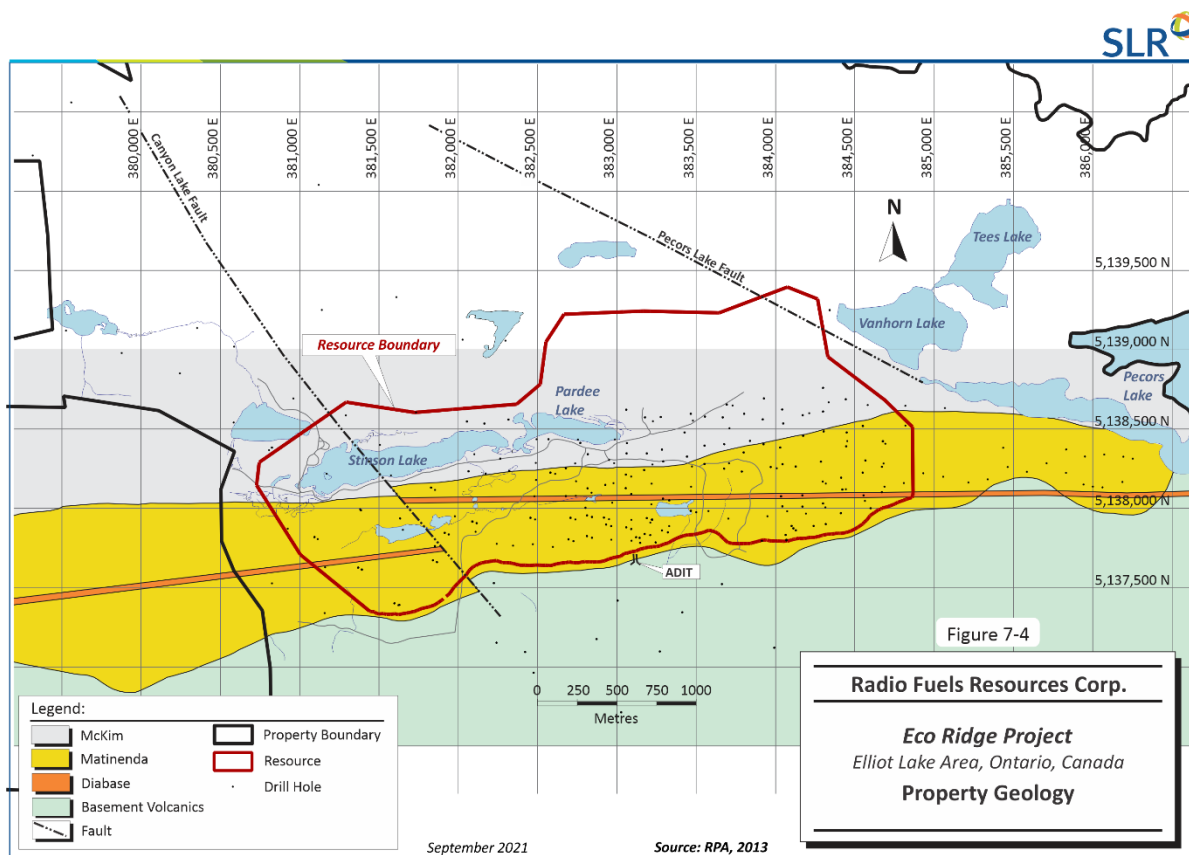 SLR
380,000 E
380,500 E
381,000 E
381,500 E
382,000 E
382,500 E
383,000 E
383,500 E
384,000 E
384,500 E
385,000 E
385,500 E
386,000 E
Canyon Lake Fault
Pecors Lake Fault
N
Tees Lake
5,139,500 N
Vanhorn Lake
Resource Boundary
5,139,000 N
Pardee
Lake
Pecors
Lake
5,138,500 N
Stinson Lake
5,138,000 N
ADIT
5,137,500 N
Figure 7-4
0 250 500 750 1000
Metres
Legend:
McKim
Matinenda
Diabase
Basement Volcanics
Fault
Property Boundary
Resource
Drill Hole
Radio Fuels Resources Corp.
Eco Ridge Project
Elliot Lake Area, Ontario, Canada
Property Geology
September 2021
Source: RPA, 2013